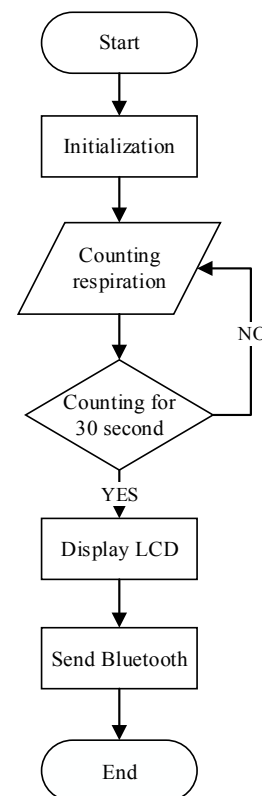 Start
Initialization
Counting
respiration
NO
Counting for
30 second
YES
Display LCD
Send Bluetooth
End